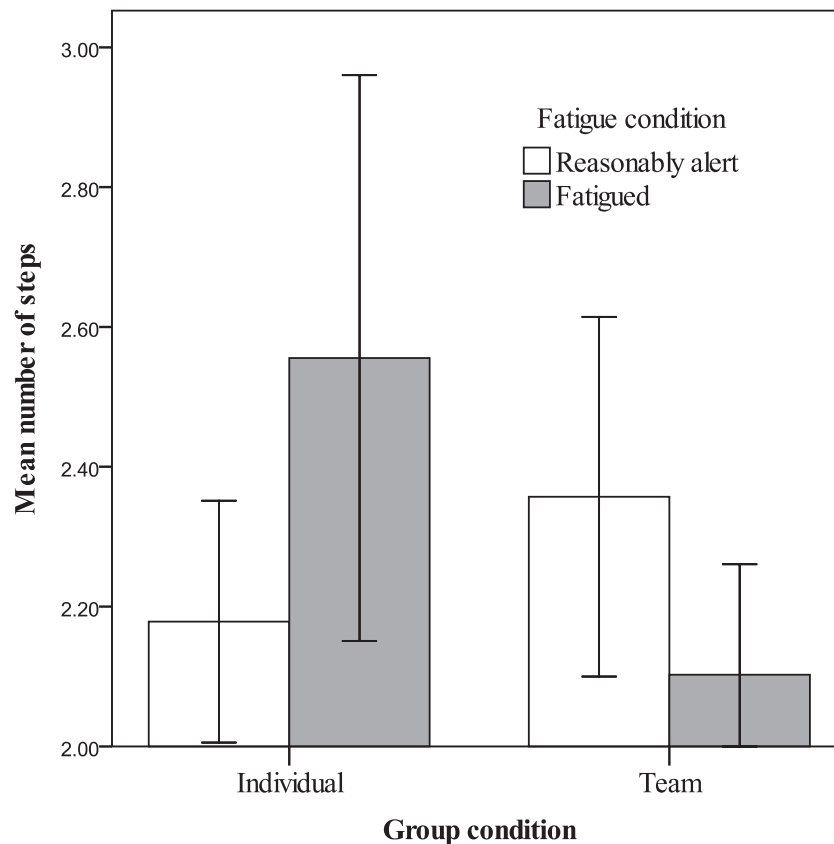 3.00
2.80
2.60
2.40
2.20
2.00
Mean number of steps
Fatigue condition
Reasonably alert
Fatigued
Individual
Team
Group condition